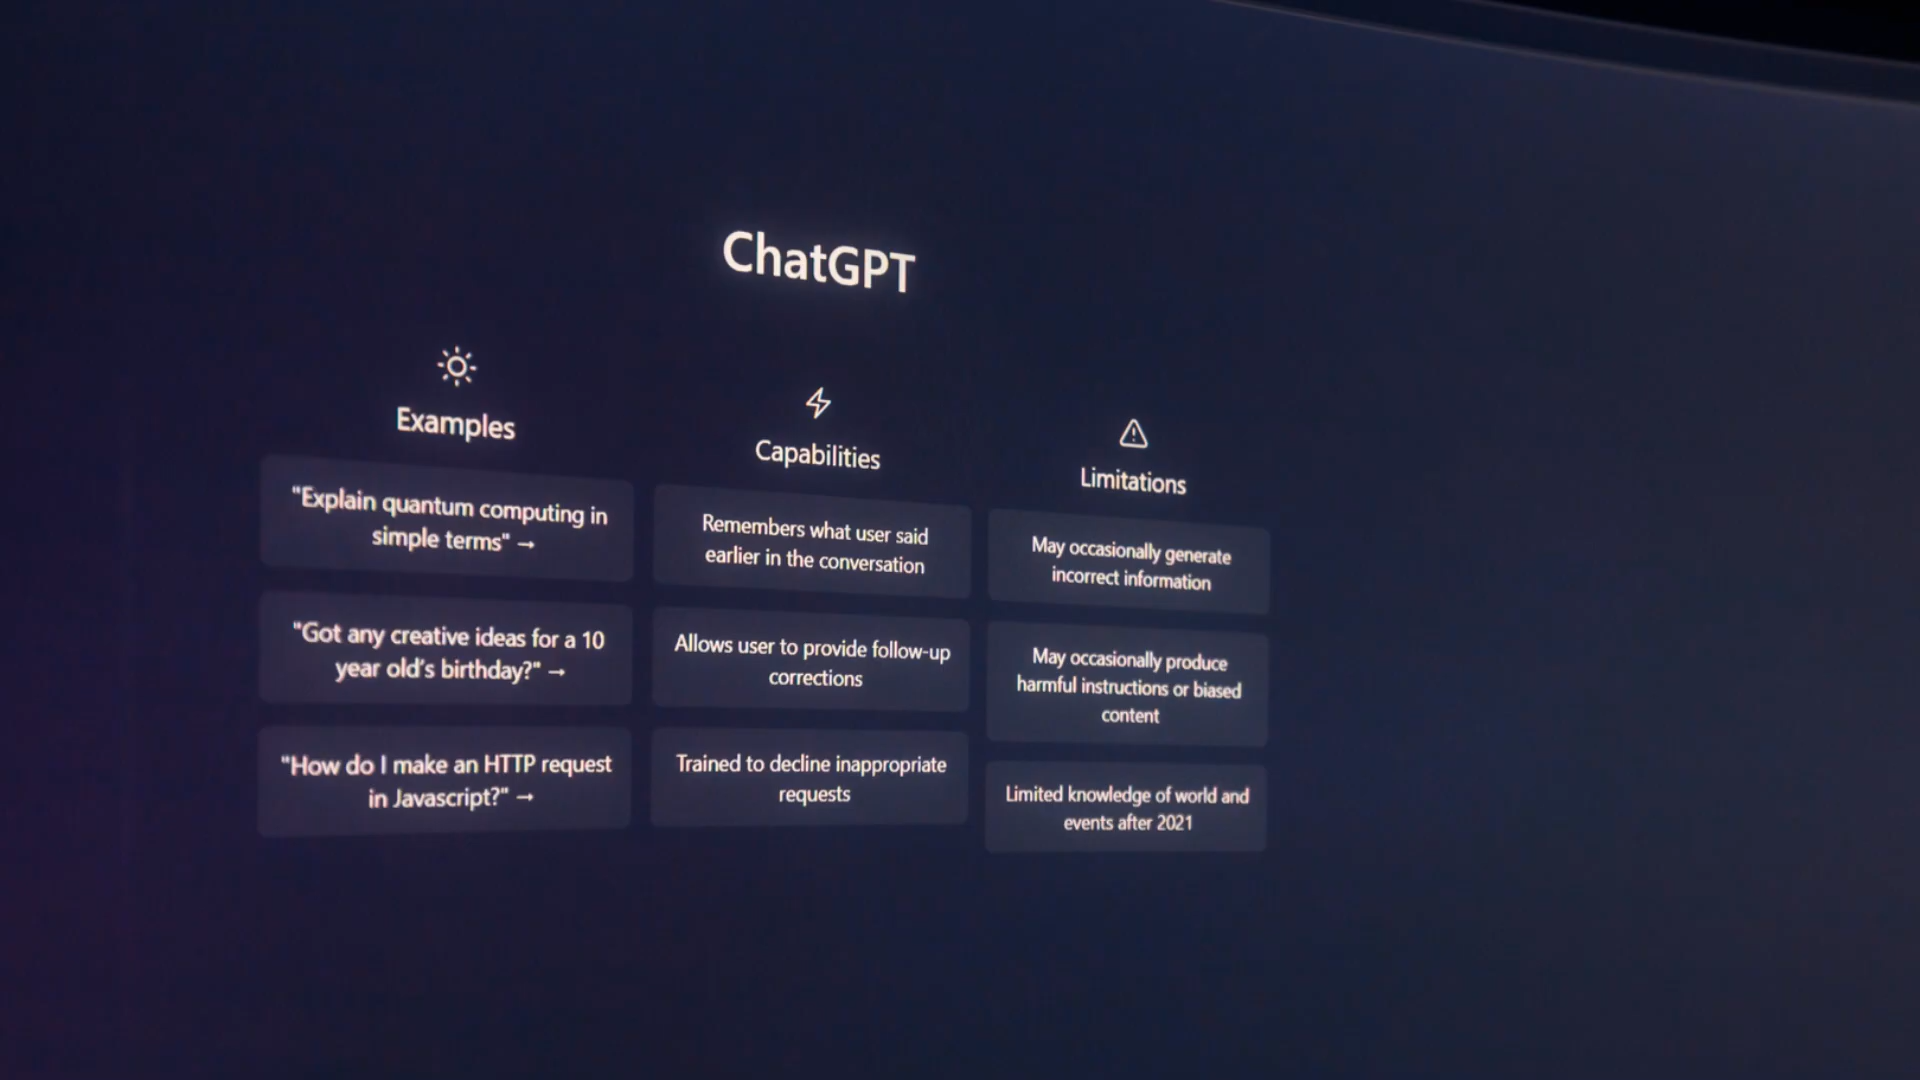 ChatGPT
Examples
"Explain quantum computing in
simple terms" →
"Got any creative ideas for a 10
year old's birthday?" →
"How do I make an HTTP request
in Javascript?" →
Capabilities
Remembers what user said
earlier in the conversation
Allows user to provide follow-up
corrections
Trained to decline inappropriate
requests
Limitations
May occasionally generate
incorrect information
May occasionally produce
harmful instructions or biased
content
Limited knowledge of world and
events after 2021